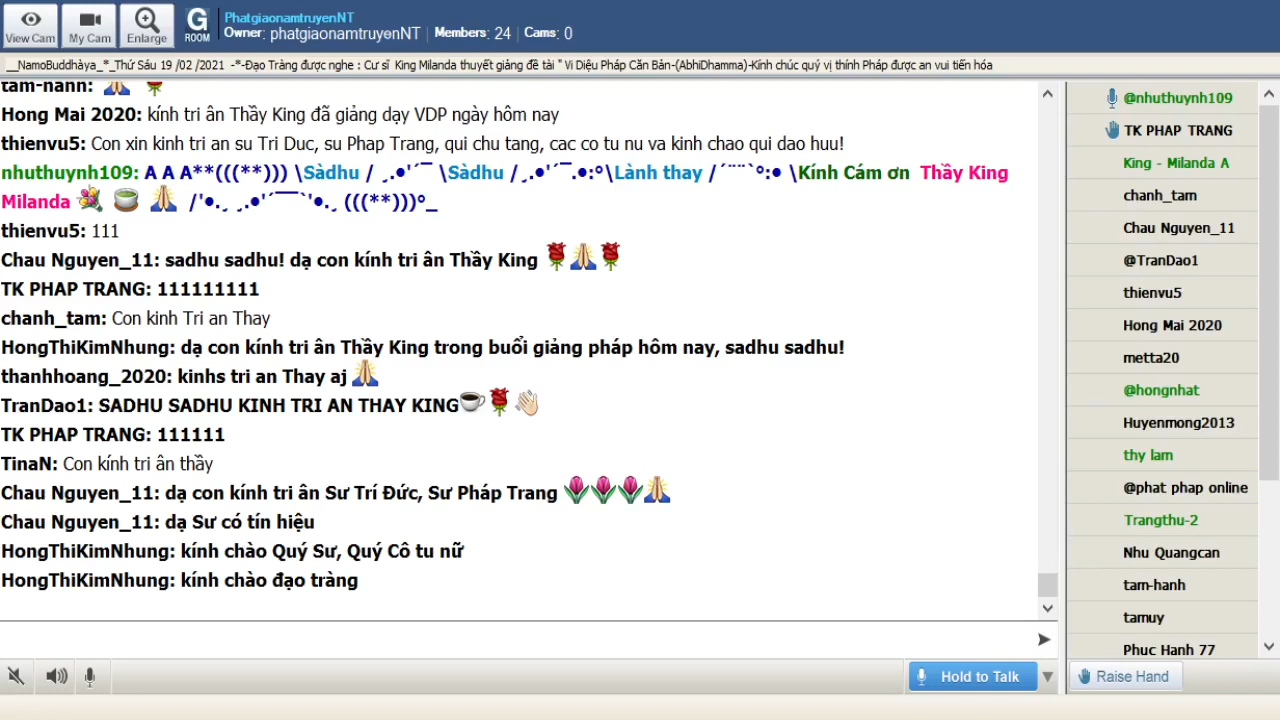 View Cam
My Cam
Enlarge
G
ROOM
PhatgiaonamtruyenNT
Owner: phatgiaonamtruyenNT | Members: 24 | Cams: 0
__NamoBuddhàya_*_Thứ Sáu 19 /02 /2021 -*-Đạo Tràng được nghe : Cư sĩ King Milanda thuyết giảng đề tài " Vi Diệu Pháp Căn Bản-(AbhiDhamma)-Kính chúc quý vị thính Pháp được an vui tiến hóa
tam-hanh:
Hong Mai 2020: kính tri ân Thầy King đã giảng dạy VDP ngày hôm nay
thienvu5: Con xin kinh tri an su Tri Duc, su Phap Trang, qui chu tang, cac co tu nu va kinh chao qui dao huu!
nhuthuynh109: A A A**(((**))) \Sàdhu / ¸.•'´¯ \Sàdhu /¸.•'´¯.•:°\Lành thay /´¨¨`°:• \Kính Cám ơn Thầy King
Milanda /'•.¸ ¸.•'´¯¯`'•.¸ (((**)))°_
thienvu5: 111
Chau Nguyen_11: sadhu sadhu! dạ con kính tri ân Thầy King
TK PHAP TRANG: 111111111
chanh_tam: Con kinh Tri an Thay
HongThiKimNhung: dạ con kính tri ân Thầy King trong buổi giảng pháp hôm nay, sadhu sadhu!
thanhhoang_2020: kinhs tri an Thay aj
TranDao1: SADHU SADHU KINH TRI AN THAY KING
TK PHAP TRANG: 111111
TinaN: Con kính tri ân thầy
Chau Nguyen_11: dạ con kính tri ân Sư Trí Đức, Sư Pháp Trang
Chau Nguyen_11: dạ Sư có tín hiệu
HongThiKimNhung: kính chào Quý Sư, Quý Cô tu nữ
HongThiKimNhung: kính chào đạo tràng
@nhuthuynh109
TK PHAP TRANG
King - Milanda A
chanh_tam
Chau Nguyen_11
@TranDao1
thienvu5
Hong Mai 2020
metta20
@hongnhat
Huyenmong2013
thy lam
@phat phap online
Trangthu-2
Nhu Quangcan
tam-hanh
tamuy
Phuc Hanh 77
Hold to Talk
Raise Hand